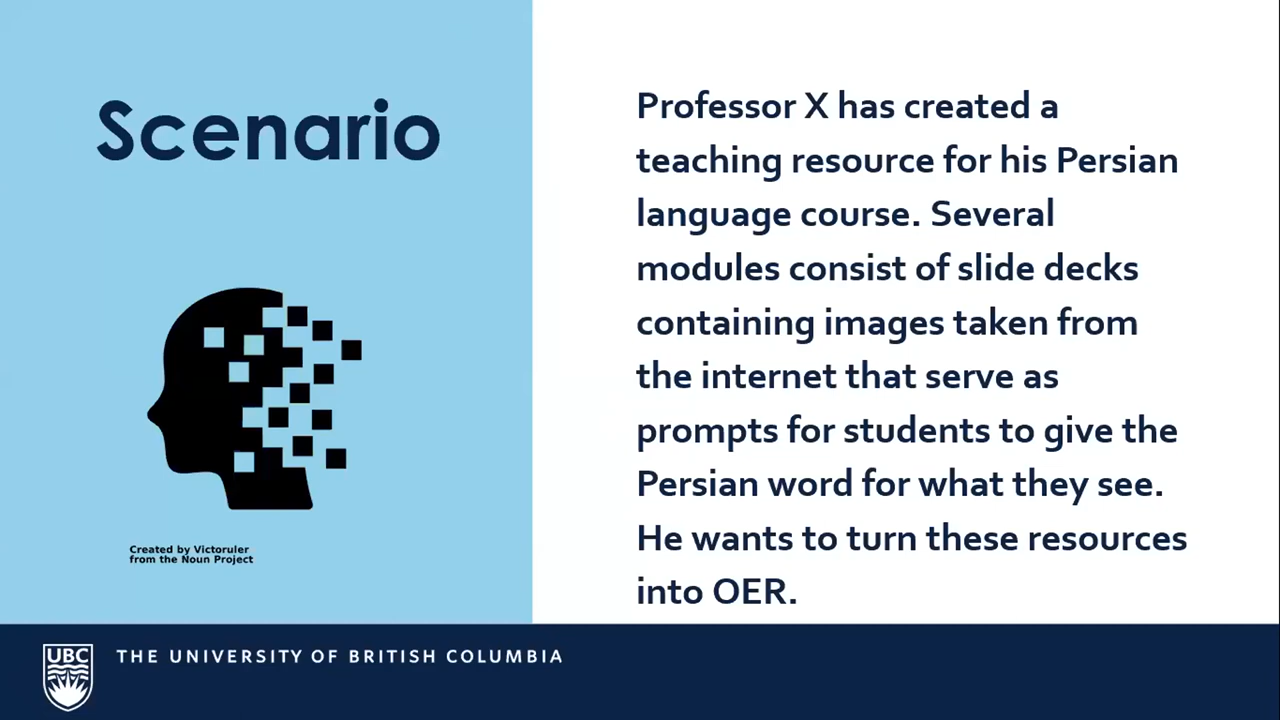 Scenario
Created by Victoruler
from the Noun Project
Professor X has created a
teaching resource for his Persian
language course. Several
modules consist of slide decks
containing images taken from
the internet that serve as
prompts for students to give the
Persian word for what they see.
He wants to turn these resources
into OER.
UBC
THE UNIVERSITY OF BRITISH COLUMBIA